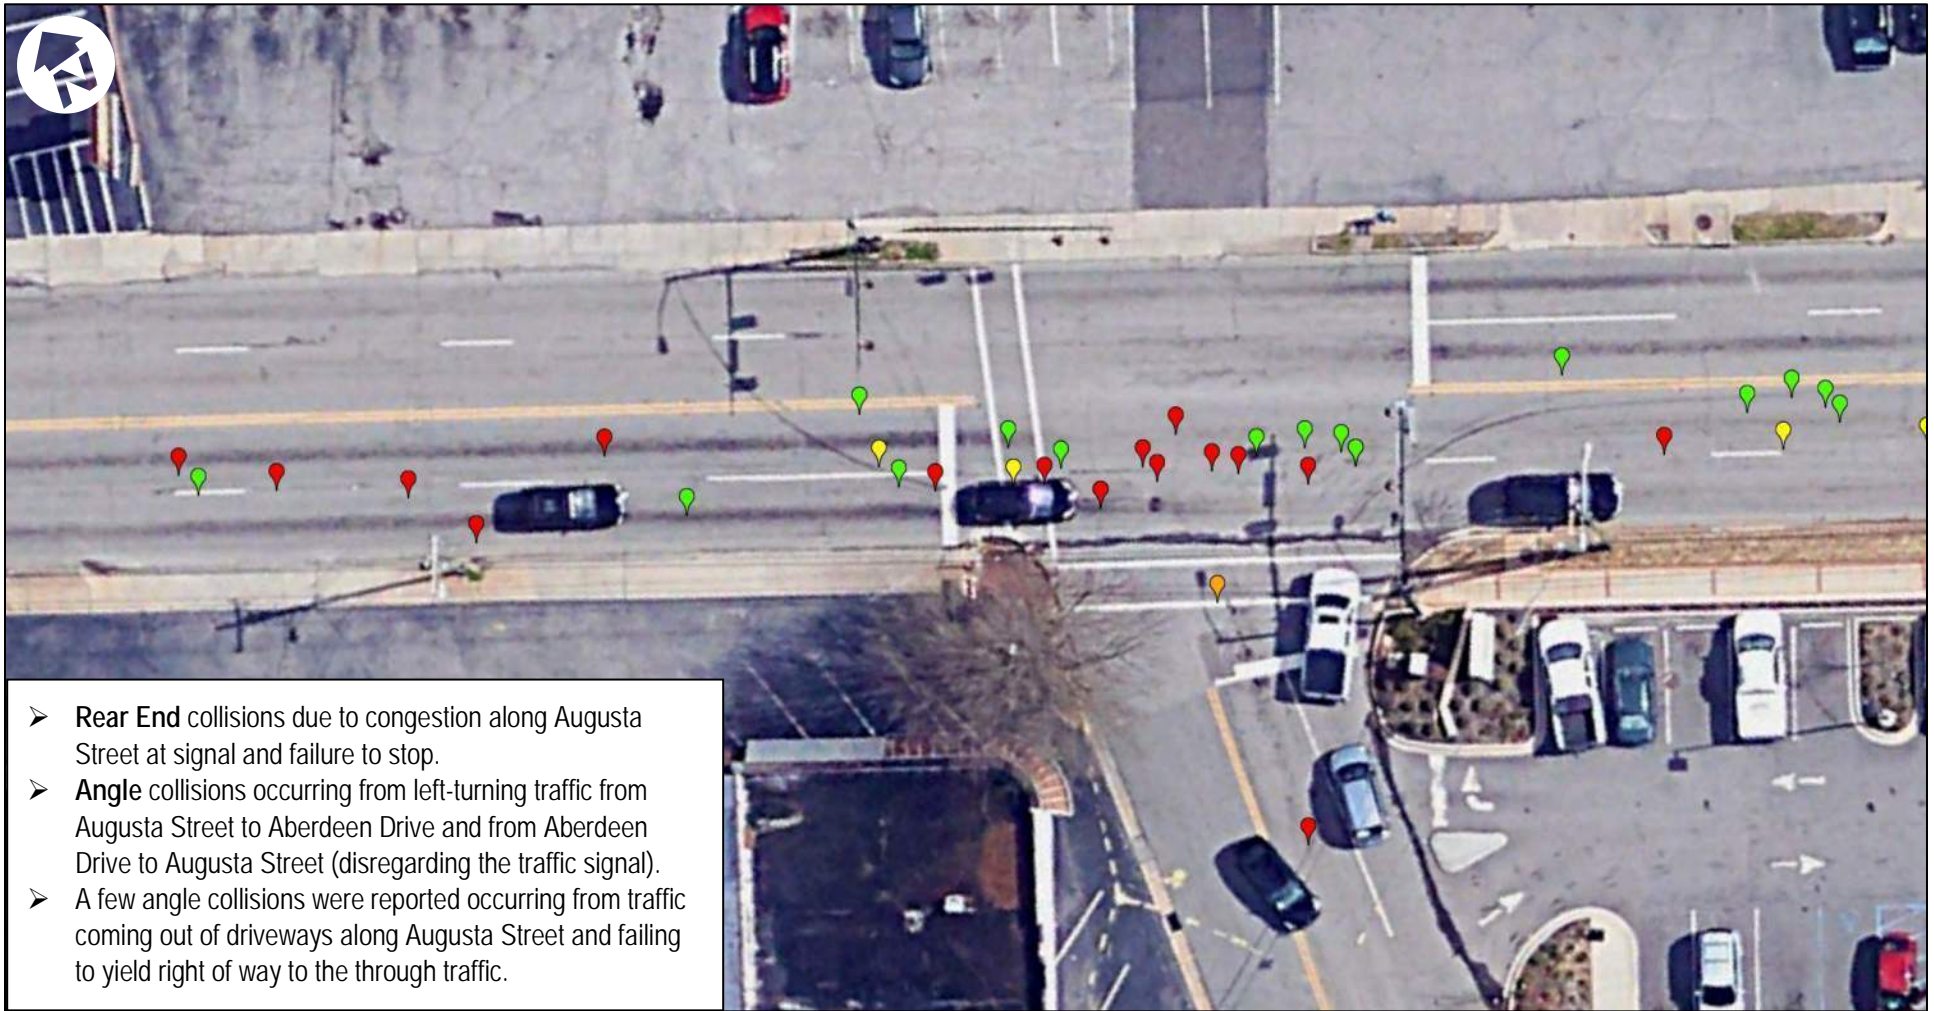 N
➢ Rear End collisions due to congestion along Augusta
Street at signal and failure to stop.
➢ Angle collisions occurring from left-turning traffic from
Augusta Street to Aberdeen Drive and from Aberdeen
Drive to Augusta Street (disregarding the traffic signal).
➢ A few angle collisions were reported occurring from traffic
coming out of driveways along Augusta Street and failing
to yield right of way to the through traffic.